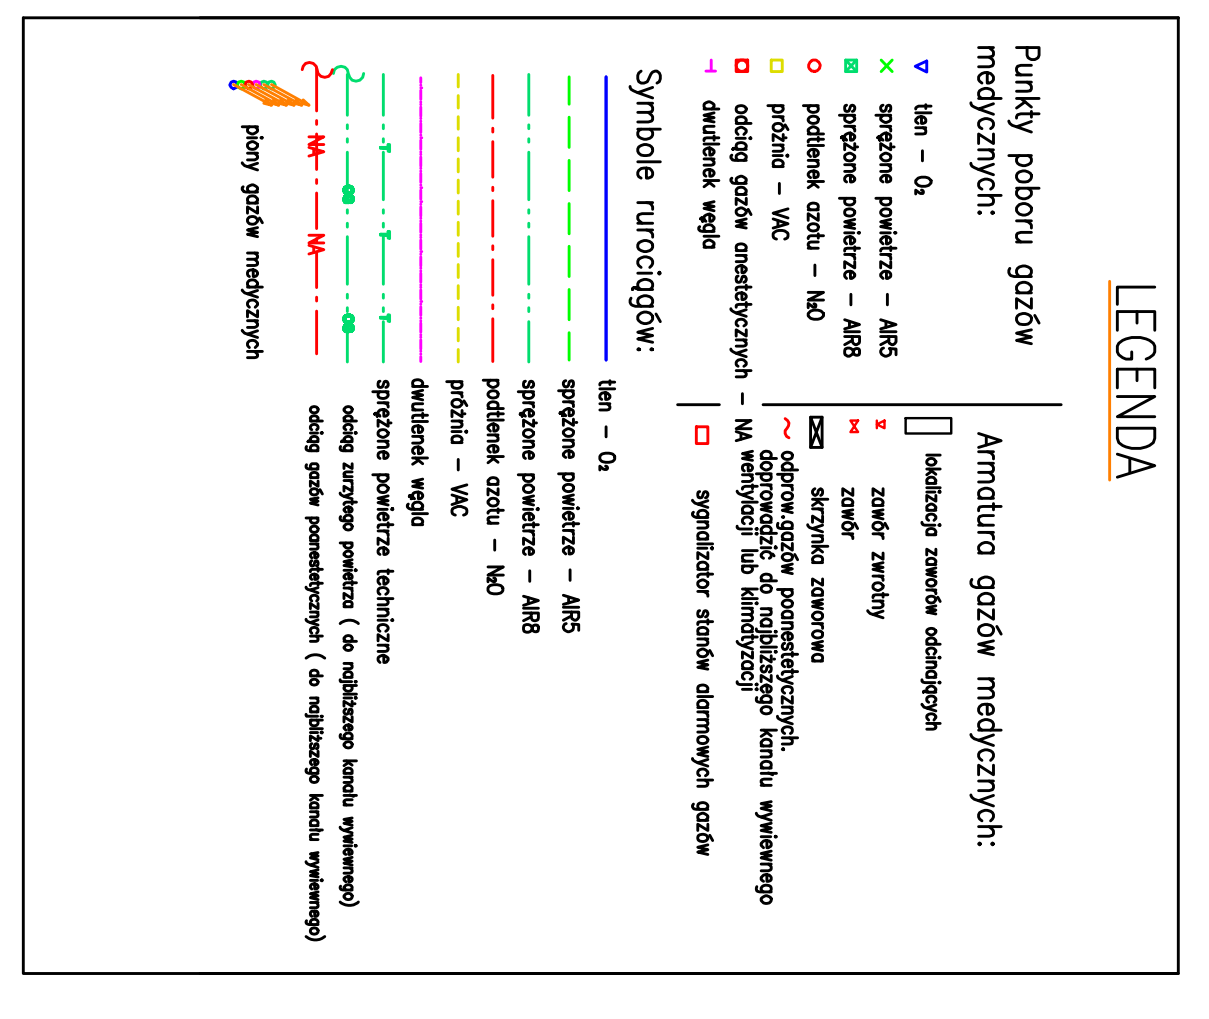 LEGENDA
Punkty poboru gazów
medycznych:
tlen – O₂
sprężone powietrze – AIR5
sprężone powietrze – AIR8
podtlenek azotu – N₂O
próżnia – VAC
odciąg gazów anestetycznych – NA
dwutlenek węgla
Armatura gazów medycznych:
lokalizacja zaworów odcinających
zawór zwrotny
zawór
skrzynka zaworowa
odprow.gazów poanestetycznych.
doprowadzić do najbliższego kanału wywiewnego
wentylacji lub klimatyzacji
sygnalizator stanów alarmowych gazów
Symbole rurociągów:
tlen – O₂
sprężone powietrze – AIR5
sprężone powietrze – AIR8
podtlenek azotu – N₂O
próżnia – VAC
dwutlenek węgla
T T T
sprężone powietrze techniczne
odciąg zurzytego powietrza ( do najbliższego kanału wywiewnego)
NA NA
odciąg gazów poanestetycznych ( do najbliższego kanału wywiewnego)
piony gazów medycznych